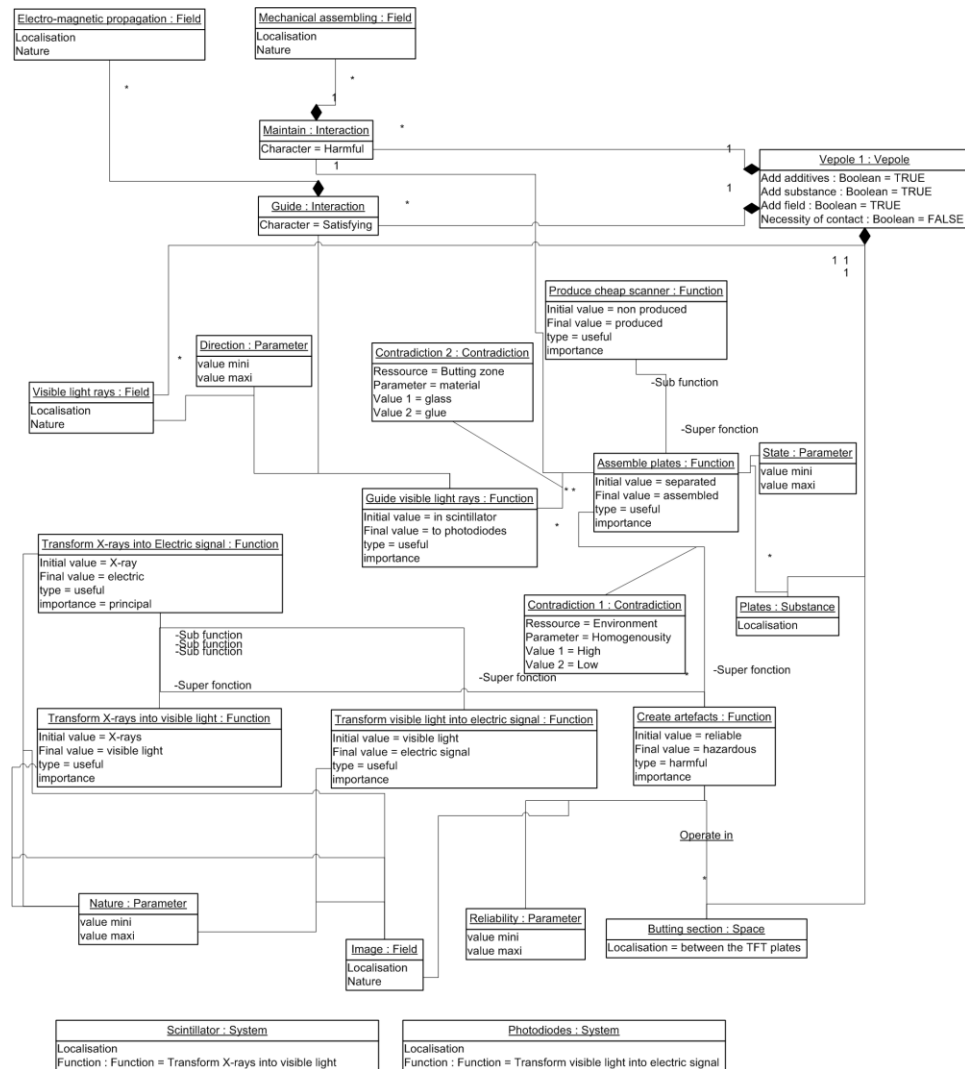 Electro-magnetic propagation : Field
Localisation
Nature
Mechanical assembling : Field
Localisation
Nature
*
*
1
Maintain : Interaction
Character = Harmful
*
1
1
Vepole 1 : Vepole
Add additives : Boolean = TRUE
Add substance : Boolean = TRUE
Add field : Boolean = TRUE
Necessity of contact : Boolean = FALSE
1
Guide : Interaction
Character = Satisfying
*
1 1
1
Produce cheap scanner : Function
Initial value = non produced
Final value = produced
type = useful
importance
Direction : Parameter
value mini
value maxi
Contradiction 2 : Contradiction
Ressource = Butting zone
Parameter = material
Value 1 = glass
Value 2 = glue
*
Visible light rays : Field
Localisation
Nature
-Sub function
-Super fonction
Assemble plates : Function
Initial value = separated
Final value = assembled
type = useful
importance
State : Parameter
value mini
value maxi
* *
*
Guide visible light rays : Function
Initial value = in scintillator
Final value = to photodiodes
type = useful
importance
Transform X-rays into Electric signal : Function
Initial value = X-ray
Final value = electric
type = useful
importance = principal
*
Plates : Substance
Localisation
Contradiction 1 : Contradiction
Ressource = Environment
Parameter = Homogenousity
Value 1 = High
Value 2 = Low
*
-Sub function
-Sub function
-Sub function
-Super fonction
-Super fonction
-Super fonction
Transform X-rays into visible light : Function
Initial value = X-rays
Final value = visible light
type = useful
importance
Transform visible light into electric signal : Function
Initial value = visible light
Final value = electric signal
type = useful
importance
Create artefacts : Function
Initial value = reliable
Final value = hazardous
type = harmful
importance
Operate in
*
Nature : Parameter
value mini
value maxi
Reliability : Parameter
value mini
value maxi
Butting section : Space
Localisation = between the TFT plates
Image : Field
Localisation
Nature
Scintillator : System
Localisation
Function : Function = Transform X-rays into visible light
Photodiodes : System
Localisation
Function : Function = Transform visible light into electric signal